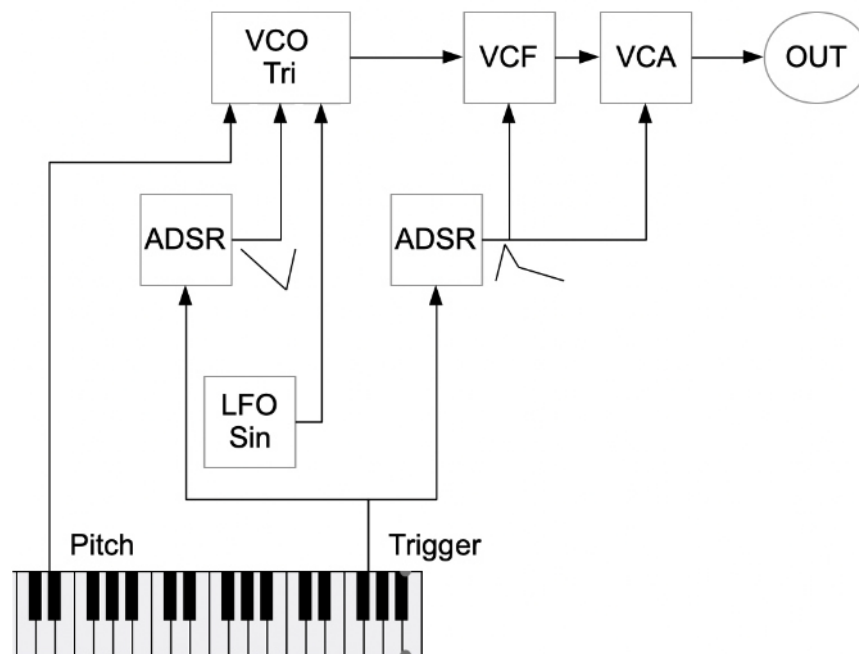 VCO
Tri
VCF
VCA
OUT
ADSR
ADSR
LFO
Sin
Pitch
Trigger